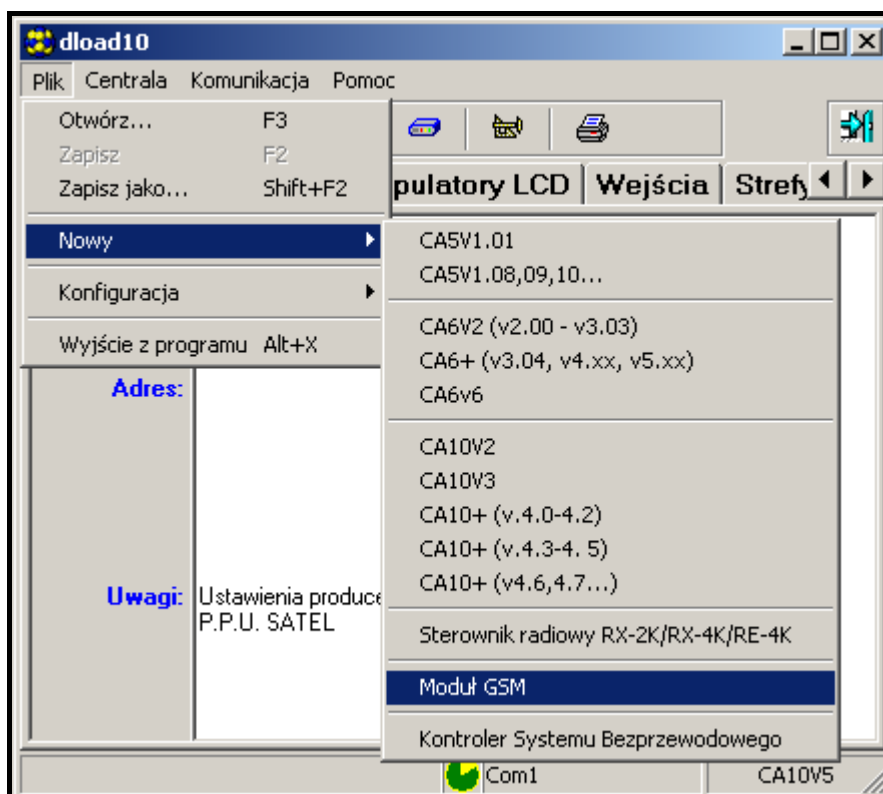 dload10
Plik Centrala Komunikacja Pomoc
Otwórz... F3
Zapisz F2
Zapisz jako... Shift+F2
Nowy
Konfiguracja
Wyjście z programu Alt+X
pulatory LCD Wejścia Strefy
CA5V1.01
CA5V1.08,09,10...
CA6V2 (v2.00 - v3.03)
CA6+ (v3.04, v4.xx, v5.xx)
CA6v6
CA10V2
CA10V3
CA10+ (v.4.0-4.2)
CA10+ (v.4.3-4. 5)
CA10+ (v4.6,4.7...)
Sterownik radiowy RX-2K/RX-4K/RE-4K
Moduł GSM
Kontroler Systemu Bezprzewodowego
Adres:
Uwagi: Ustawienia produce
P.P.U. SATEL
Com1 CA10V5